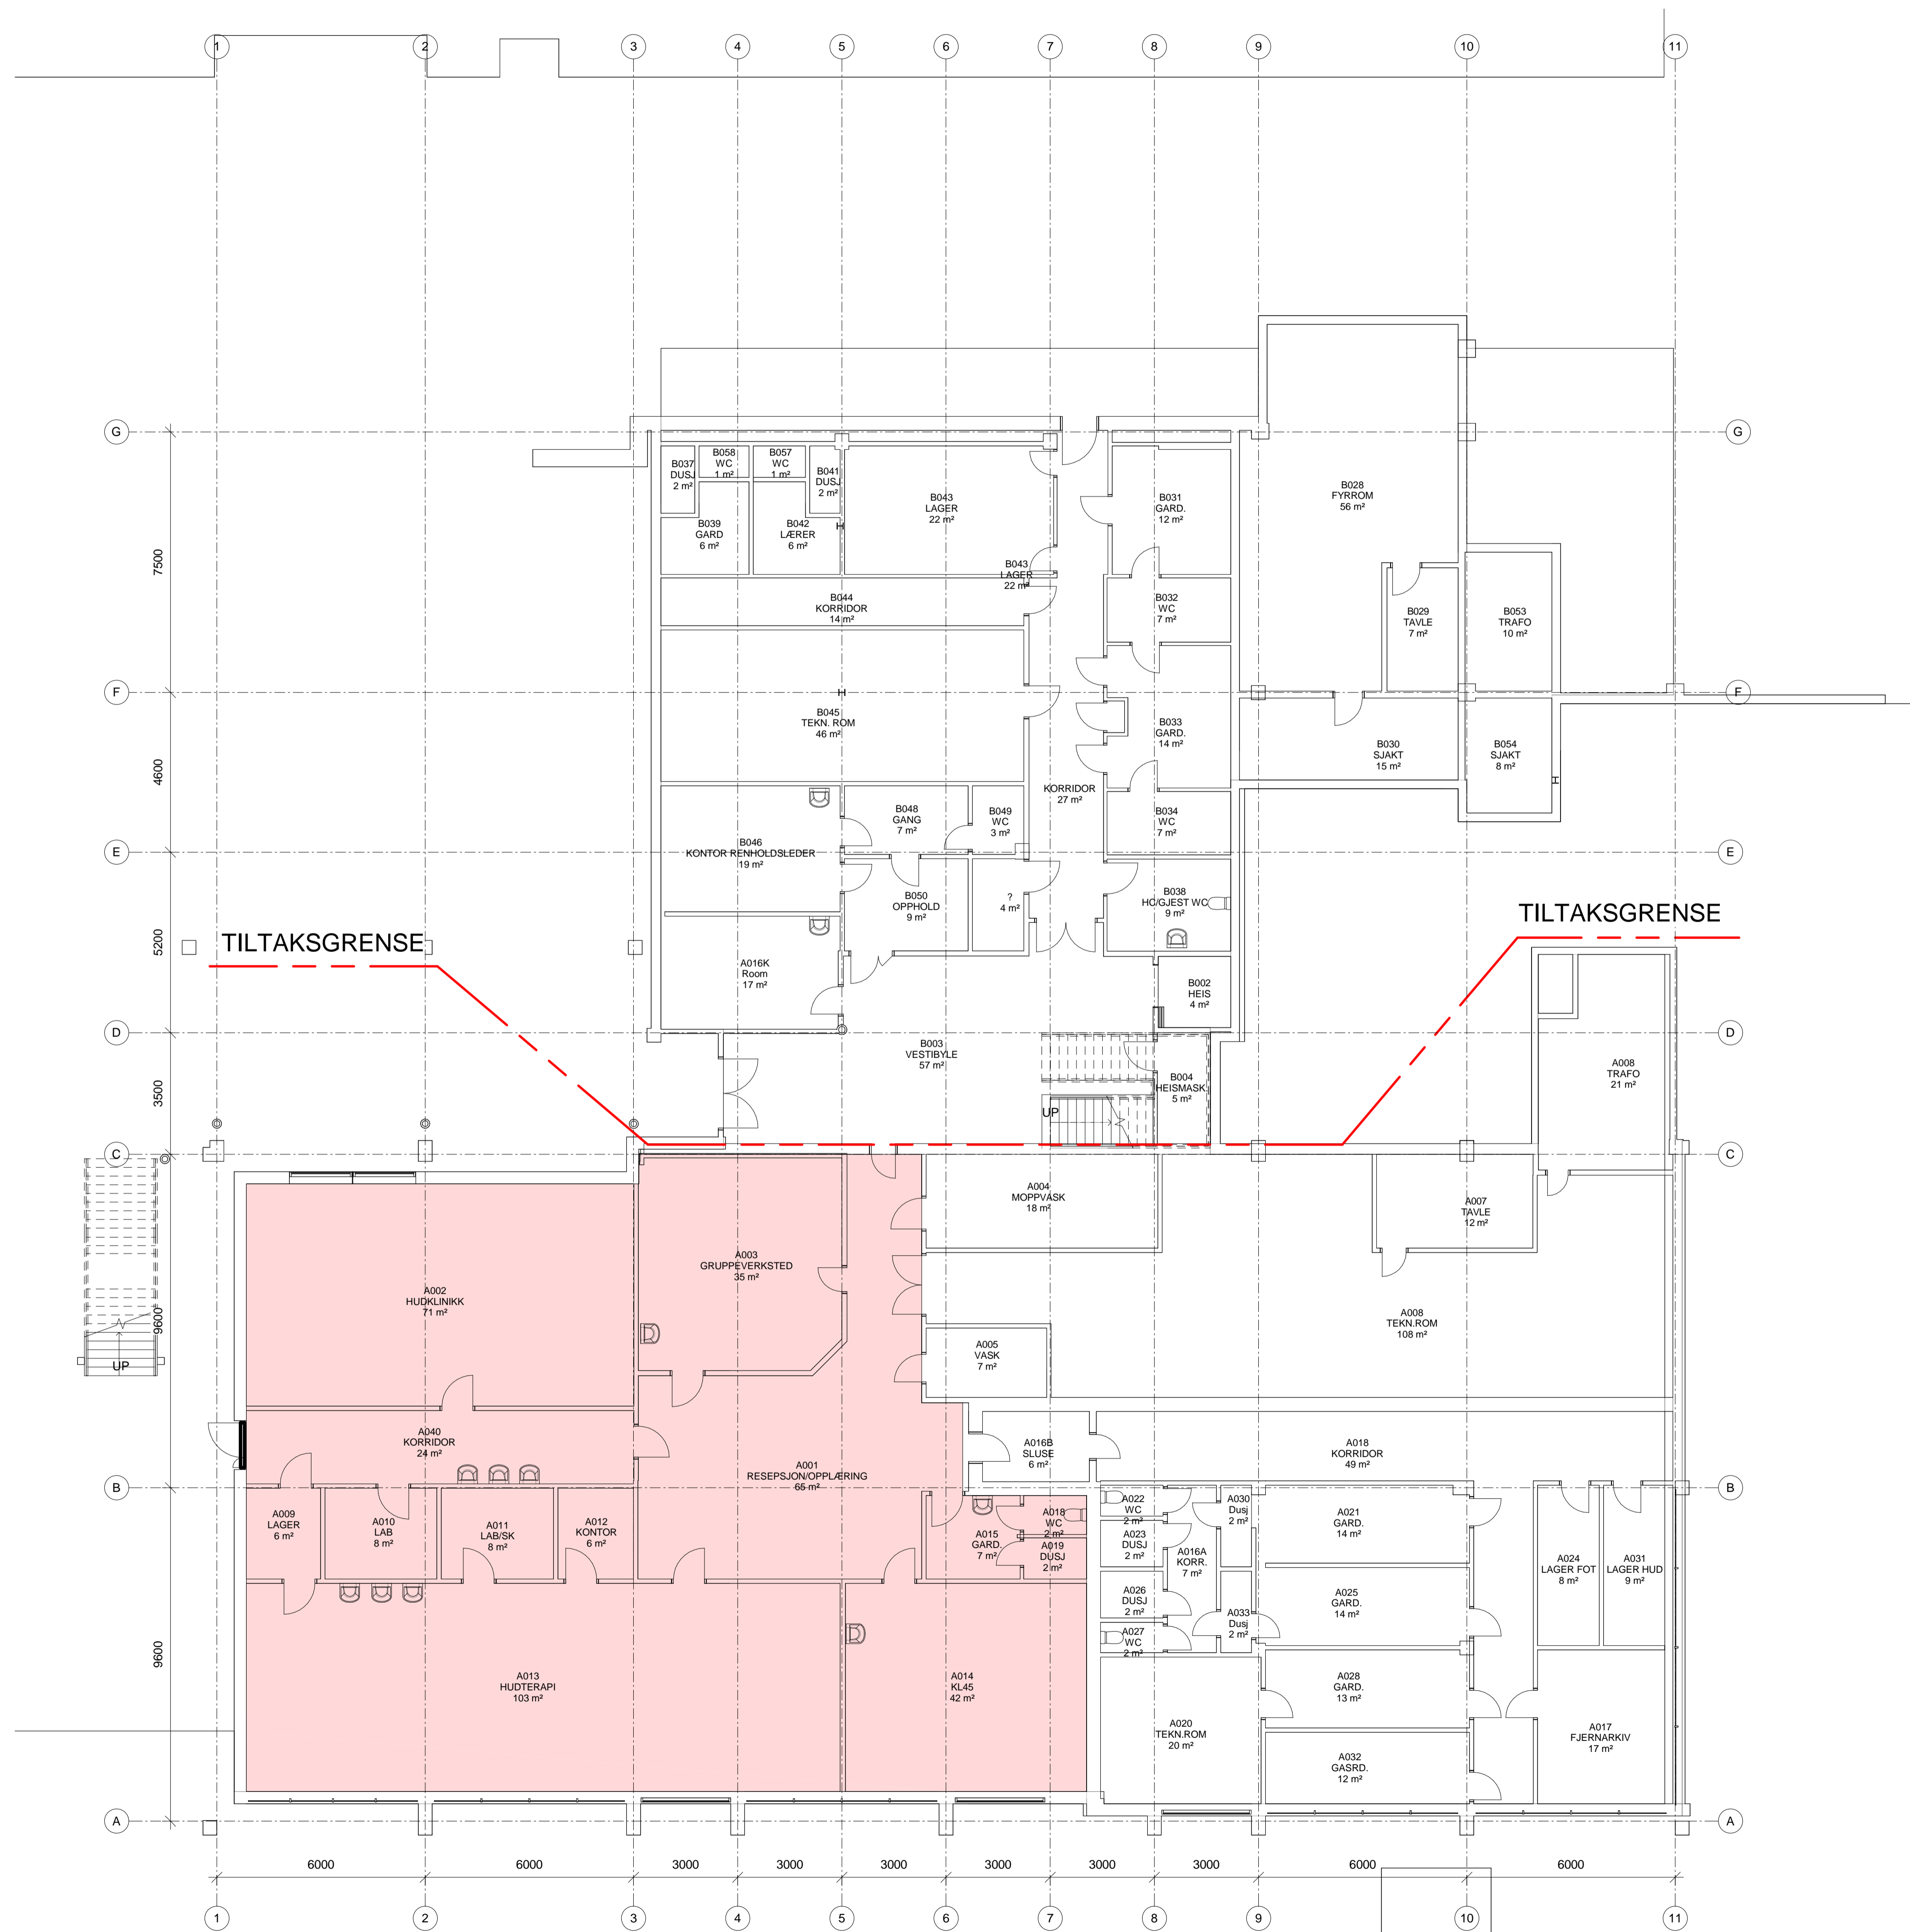 1 2 3 4 5 6 7 8 9 10 11
G G
B037
DUSJ
2 m²
B058
WC
1 m²
B057
WC
1 m²
B041
DUSJ
2 m²
B039
GARD
6 m²
B042
LÆRER
6 m²
B043
LAGER
22 m²
B031
GARD.
12 m²
B028
FYRROM
56 m²
7500
B043
LAGER
22 m²
B044
KORRIDOR
14 m²
B032
WC
7 m²
B029
TAVLE
7 m²
B053
TRAFO
10 m²
F F
B045
TEKN. ROM
46 m²
B033
GARD.
14 m²
B030
SJAKT
15 m²
B054
SJAKT
8 m²
4600
KORRIDOR
27 m²
B048
GANG
7 m²
B049
WC
3 m²
B034
WC
7 m²
B046
KONTOR RENHOLDSLEDER
19 m²
E E
B050
OPPHOLD
9 m²
?
4 m²
B038
HC/GJEST WC
9 m²
TILTAKSGRENSE
TILTAKSGRENSE
5200
A016K
Room
17 m²
B002
HEIS
4 m²
D D
B003
VESTIBYLE
57 m²
B004
HEISMASK.
5 m²
UP
A008
TRAFO
21 m²
3500
C C
A004
MOPPVASK
18 m²
A007
TAVLE
12 m²
A003
GRUPPEVERKSTED
35 m²
A002
HUDKLINIKK
71 m²
A008
TEKN.ROM
108 m²
9600
UP
A005
VASK
7 m²
A040
KORRIDOR
24 m²
A001
RESEPSJON/OPPLÆRING
65 m²
A016B
SLUSE
6 m²
A018
KORRIDOR
49 m²
B B
A009
LAGER
6 m²
A010
LAB
8 m²
A011
LAB/SK
8 m²
A012
KONTOR
6 m²
A015
GARD.
7 m²
A018
WC
2 m²
A019
DUSJ
2 m²
A022
WC
2 m²
A023
DUSJ
2 m²
A030
Dusj
2 m²
A016A
KORR.
7 m²
A021
GARD.
14 m²
A024
LAGER FOT
8 m²
A031
LAGER HUD
9 m²
A026
DUSJ
2 m²
A027
WC
2 m²
A033
Dusj
2 m²
A025
GARD.
14 m²
9600
A013
HUDTERAPI
103 m²
A014
KL45
42 m²
A028
GARD.
13 m²
A020
TEKN.ROM
20 m²
A017
FJERNARKIV
17 m²
A032
GASRD.
12 m²
A A
6000 6000 3000 3000 3000 3000 3000 3000 6000 6000
1 2 3 4 5 6 7 8 9 10 11